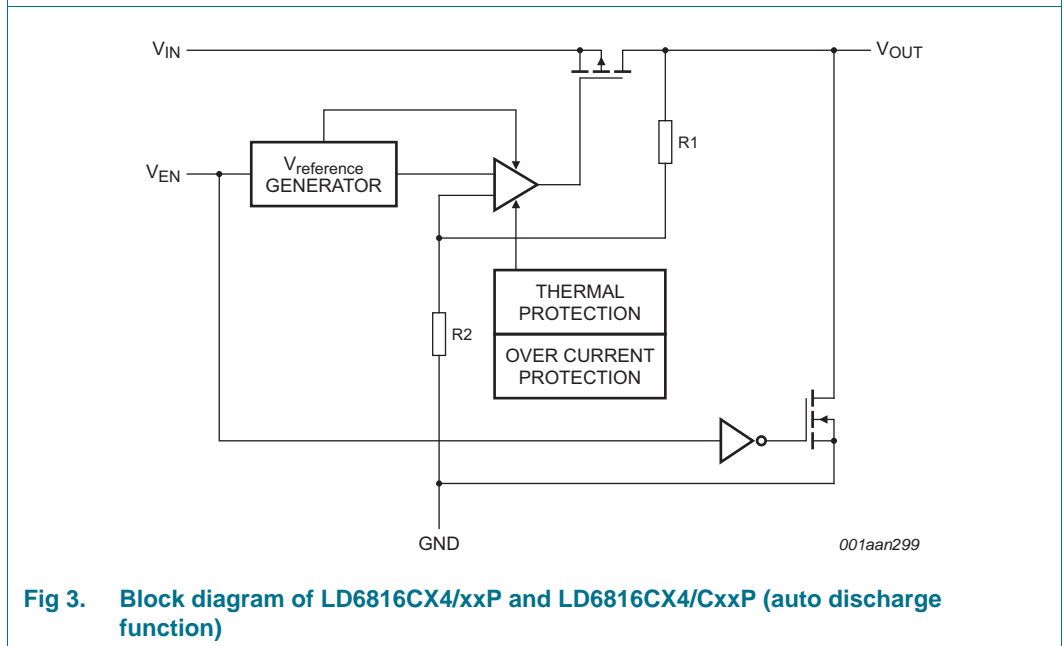 VIN
VOUT
R1
VEN
Vreference
GENERATOR
THERMAL
PROTECTION
R2
OVER CURRENT
PROTECTION
GND
001aan299
Fig 3. Block diagram of LD6816CX4/xxP and LD6816CX4/CxxP (auto discharge
function)